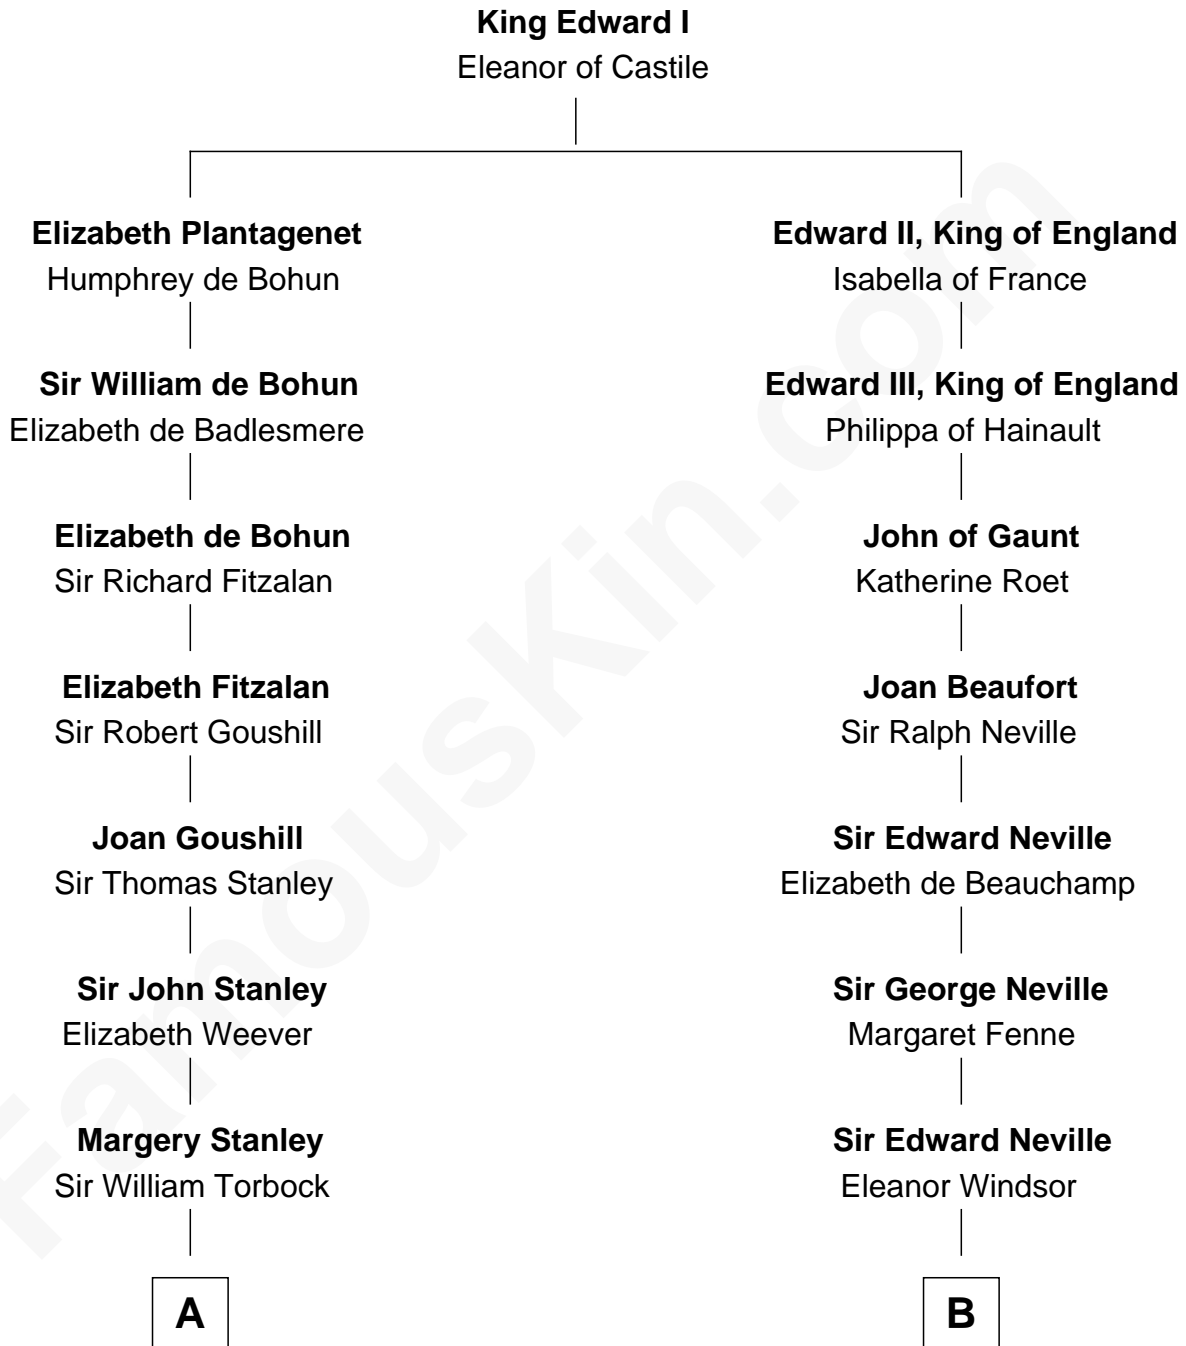 King Edward I
Eleanor of Castile
Elizabeth Plantagenet
Humphrey de Bohun
Edward II, King of England
Isabella of France
Sir William de Bohun
Elizabeth de Badlesmere
Edward III, King of England
Philippa of Hainault
Elizabeth de Bohun
Sir Richard Fitzalan
John of Gaunt
Katherine Roet
Elizabeth Fitzalan
Sir Robert Goushill
Joan Beaufort
Sir Ralph Neville
Joan Goushill
Sir Thomas Stanley
Sir Edward Neville
Elizabeth de Beauchamp
Sir John Stanley
Elizabeth Weever
Sir George Neville
Margaret Fenne
Margery Stanley
Sir William Torbock
Sir Edward Neville
Eleanor Windsor
A
B
FamousKin.com